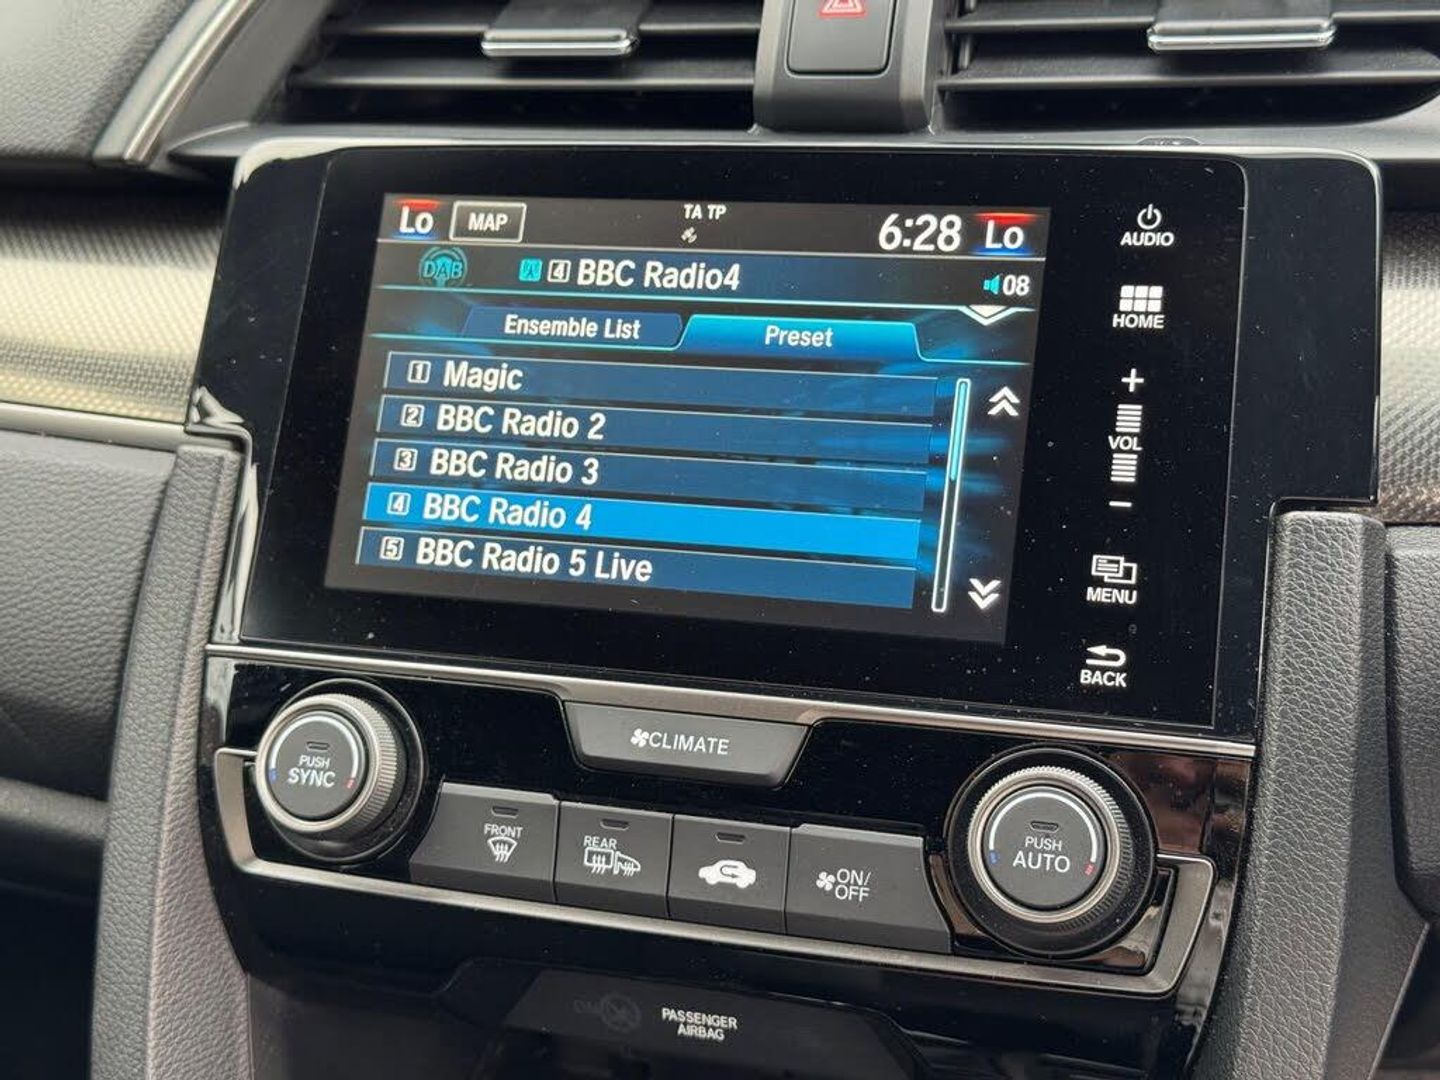 Lo MAP TA TP 6:28 Lo
AUDIO
DAB 4 BBC Radio4 08
HOME
Ensemble List Preset
1 Magic
2 BBC Radio 2
3 BBC Radio 3
4 BBC Radio 4
5 BBC Radio 5 Live
+
VOL
−
MENU
BACK
CLIMATE
PUSH
SYNC
FRONT
REAR
ON/
OFF
PUSH
AUTO
PASSENGER
AIRBAG